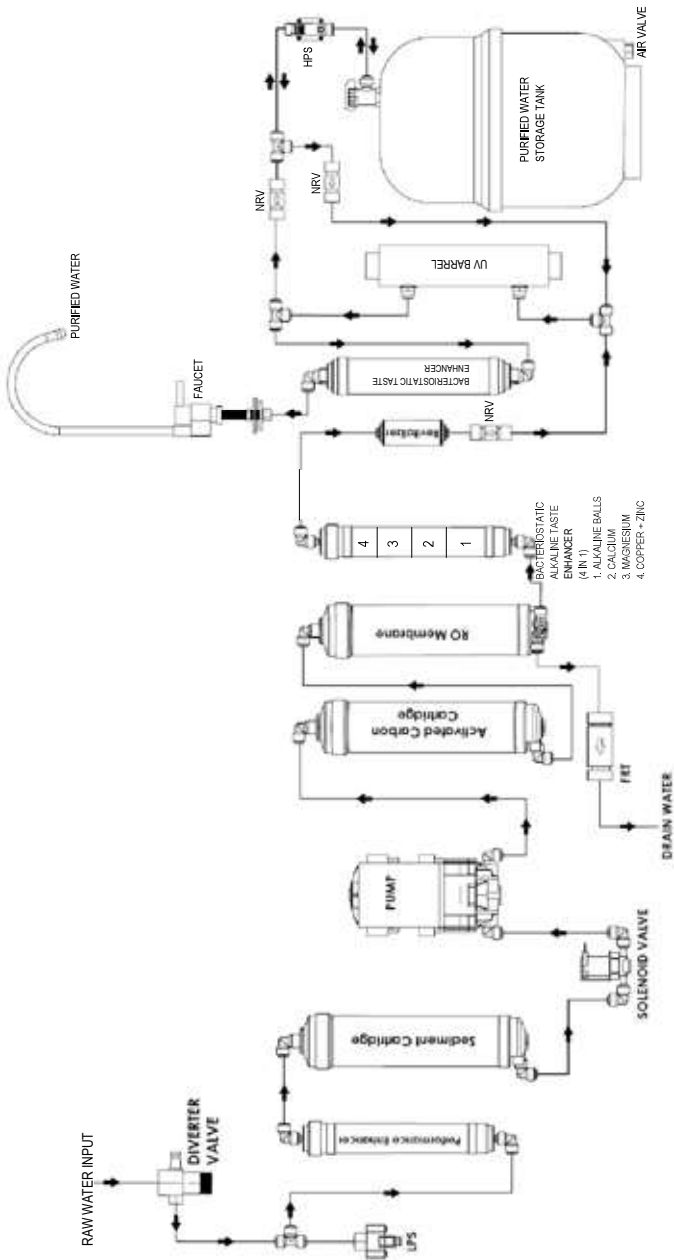 RAW WATER INPUT
DIVERTER
VALVE
LPS
Performance Enhancer
Sediment Cartridge
SOLENOID VALVE
PUMP
Activated Carbon
Cartridge
RO Membrane
FRT
DRAIN WATER
4
3
2
1
BACTERIOSTATIC
ALKALINE TASTE
ENHANCER
(4 IN 1)
1. ALKALINE BALLS
2. CALCIUM
3. MAGNESIUM
4. COPPER + ZINC
Revitalizer
NRV
BACTERIOSTATIC TASTE
ENHANCER
FAUCET
PURIFIED WATER
UV BARREL
NRV
NRV
HPS
PURIFIED WATER
STORAGE TANK
AIR VALVE